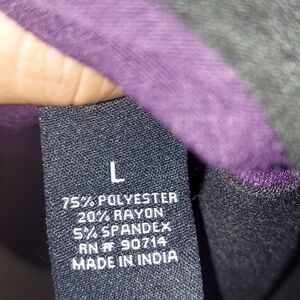 L
75% POLYESTER
20% RAYON
5% SPANDEX
RN# 90714
MADE IN INDIA